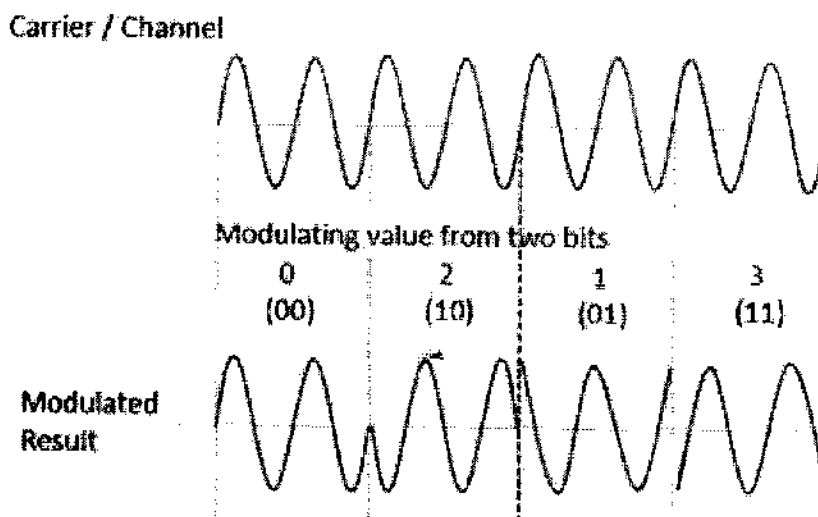 Carrier / Channel
Modulating value from two bits
0 2 1 3
(00) (10) (01) (11)
Modulated
Result